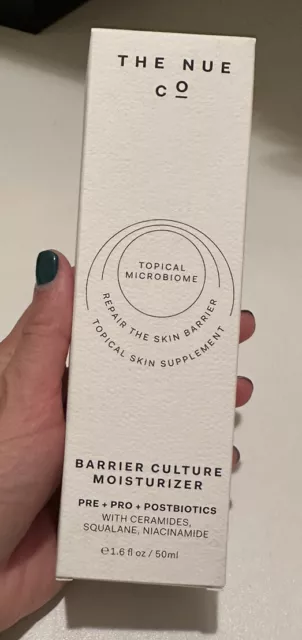 THE NUE
CO
TOPICAL
MICROBIOME
REPAIR THE SKIN BARRIER
TOPICAL SKIN SUPPLEMENT
BARRIER CULTURE
MOISTURIZER
PRE + PRO + POSTBIOTICS
WITH CERAMIDES,
SQUALANE, NIACINAMIDE
℮1.6 fl oz / 50ml